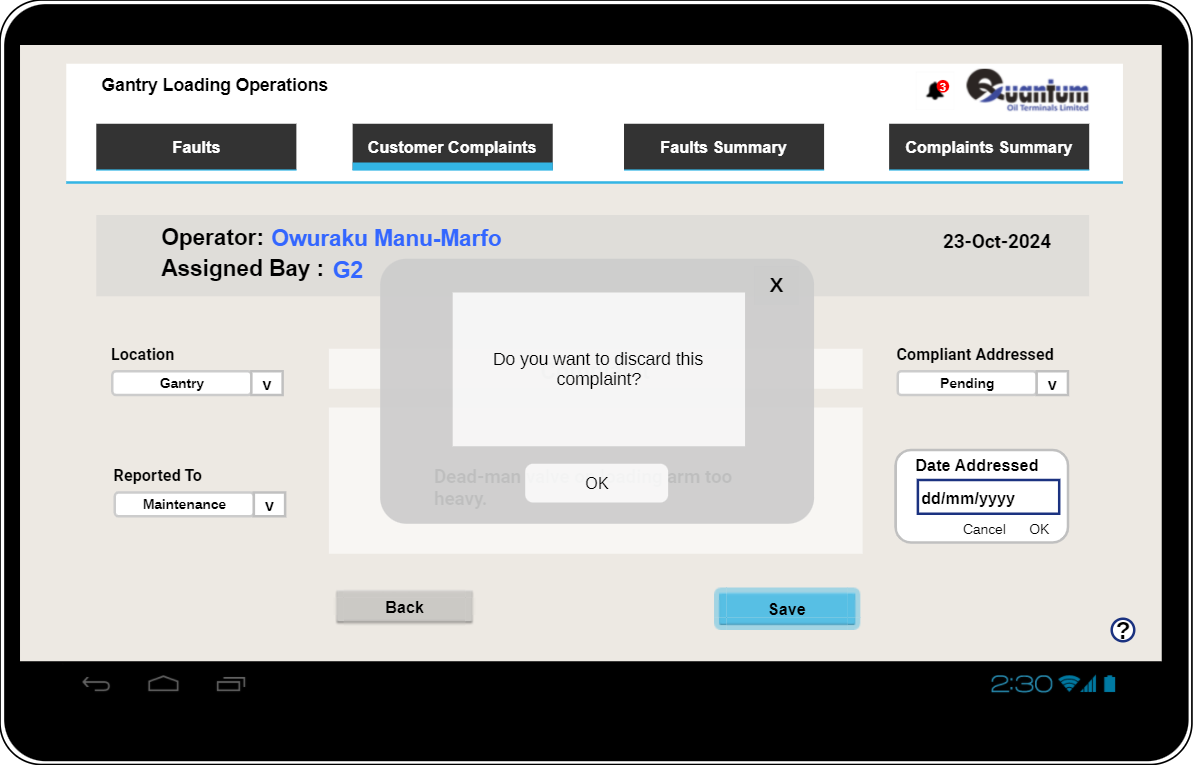 Gantry Loading Operations
3
Quantum
Oil Terminals Limited
Faults
Customer Complaints
Faults Summary
Complaints Summary
Operator: Owuraku Manu-Marfo
23-Oct-2024
Assigned Bay : G2
X
Do you want to discard this
complaint?
Location
Gantry
v
Compliant Addressed
Pending
v
Reported To
Maintenance
v
Dead-man arm too
heavy.
OK
Date Addressed
dd/mm/yyyy
Cancel OK
Back
Save
?
2:30